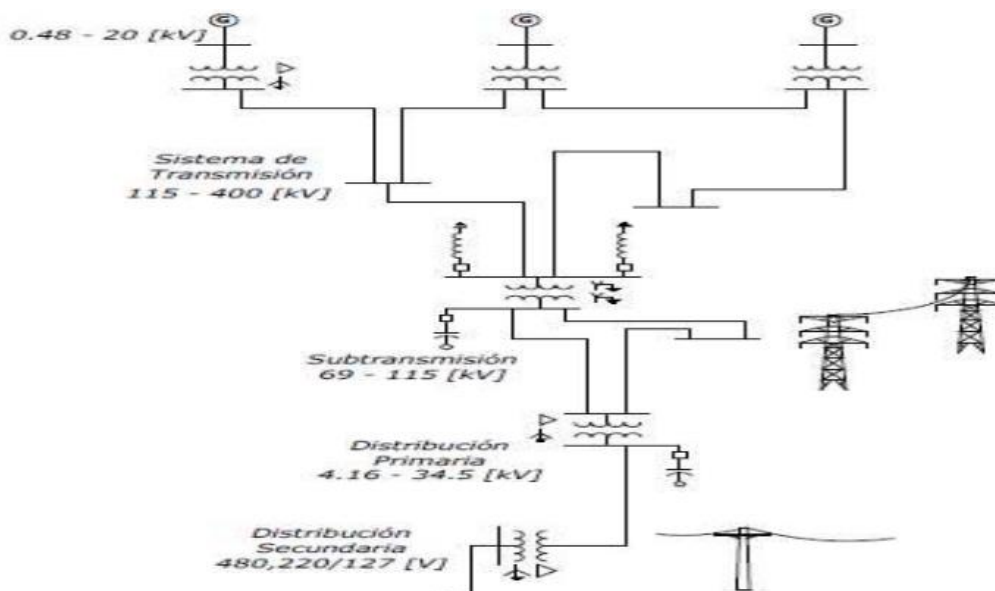 G
G
G
0.48 - 20 [kV]
Sistema de
Transmisión
115 - 400 [kV]
Subtransmisión
69 - 115 [kV]
Distribución
Primaria
4.16 - 34.5 [kV]
Distribución
Secundaria
480,220/127 [V]